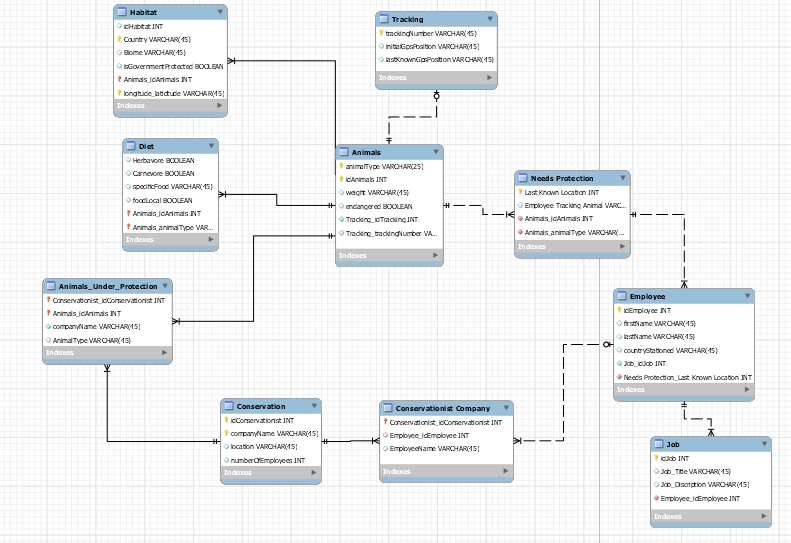 Habitat
idHabitat INT
Country VARCHAR(45)
Biome VARCHAR(45)
isGovernmentProtected BOOLEAN
Animals_idAnimals INT
longitude_latidtude VARCHAR(45)
Indexes
Tracking
trackingNumber VARCHAR(45)
initialGpsPosition VARCHAR(45)
lastKnownGpsPosition VARCHAR(45)
Indexes
Diet
Herbavore BOOLEAN
Carnevore BOOLEAN
specificFood VARCHAR(45)
foodLocal BOOLEAN
Animals_idAnimals INT
Animals_animalType VAR...
Indexes
Animals
animalType VARCHAR(25)
idAnimals INT
weight VARCHAR(45)
endangered BOOLEAN
Tracking_idTracking INT
Tracking_trackingNumber VA...
Indexes
Needs Protection
Last Known Location INT
Employee Tracking Animal VARC...
Animals_idAnimals INT
Animals_animalType VARCHAR(...
Indexes
Animals_Under_Protection
Conservationist_idConservationist INT
Animals_idAnimals INT
companyName VARCHAR(45)
AnimalType VARCHAR(45)
Indexes
Employee
idEmployee INT
firstName VARCHAR(45)
lastName VARCHAR(45)
countryStationed VARCHAR(45)
Job_idJob INT
Needs Protection_Last Known Location INT
Indexes
Conservation
idConservationist INT
companyName VARCHAR(45)
location VARCHAR(45)
numberOfEmployees INT
Indexes
Conservationist Company
Conservationist_idConservationist INT
Employee_idEmployee INT
EmployeeName VARCHAR(45)
Indexes
Job
idJob INT
Job_Title VARCHAR(45)
Job_Discription VARCHAR(45)
Employee_idEmployee INT
Indexes